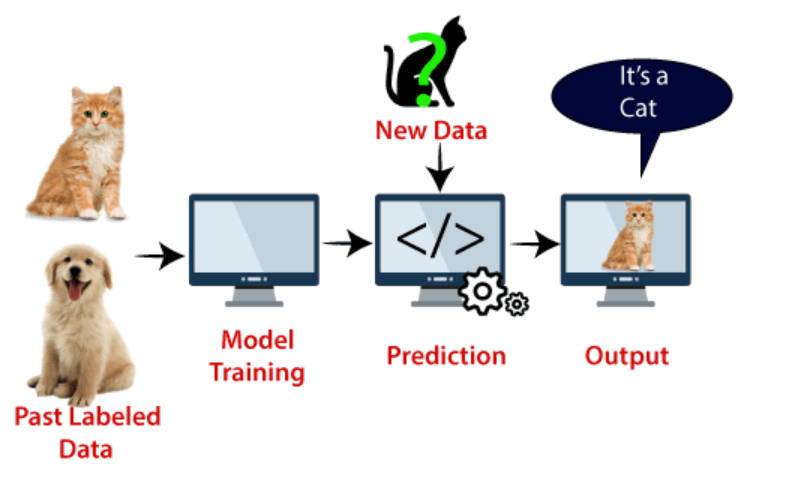 It's a
Cat
?
New Data
</>
Model
Training
Prediction
Output
Past Labeled
Data